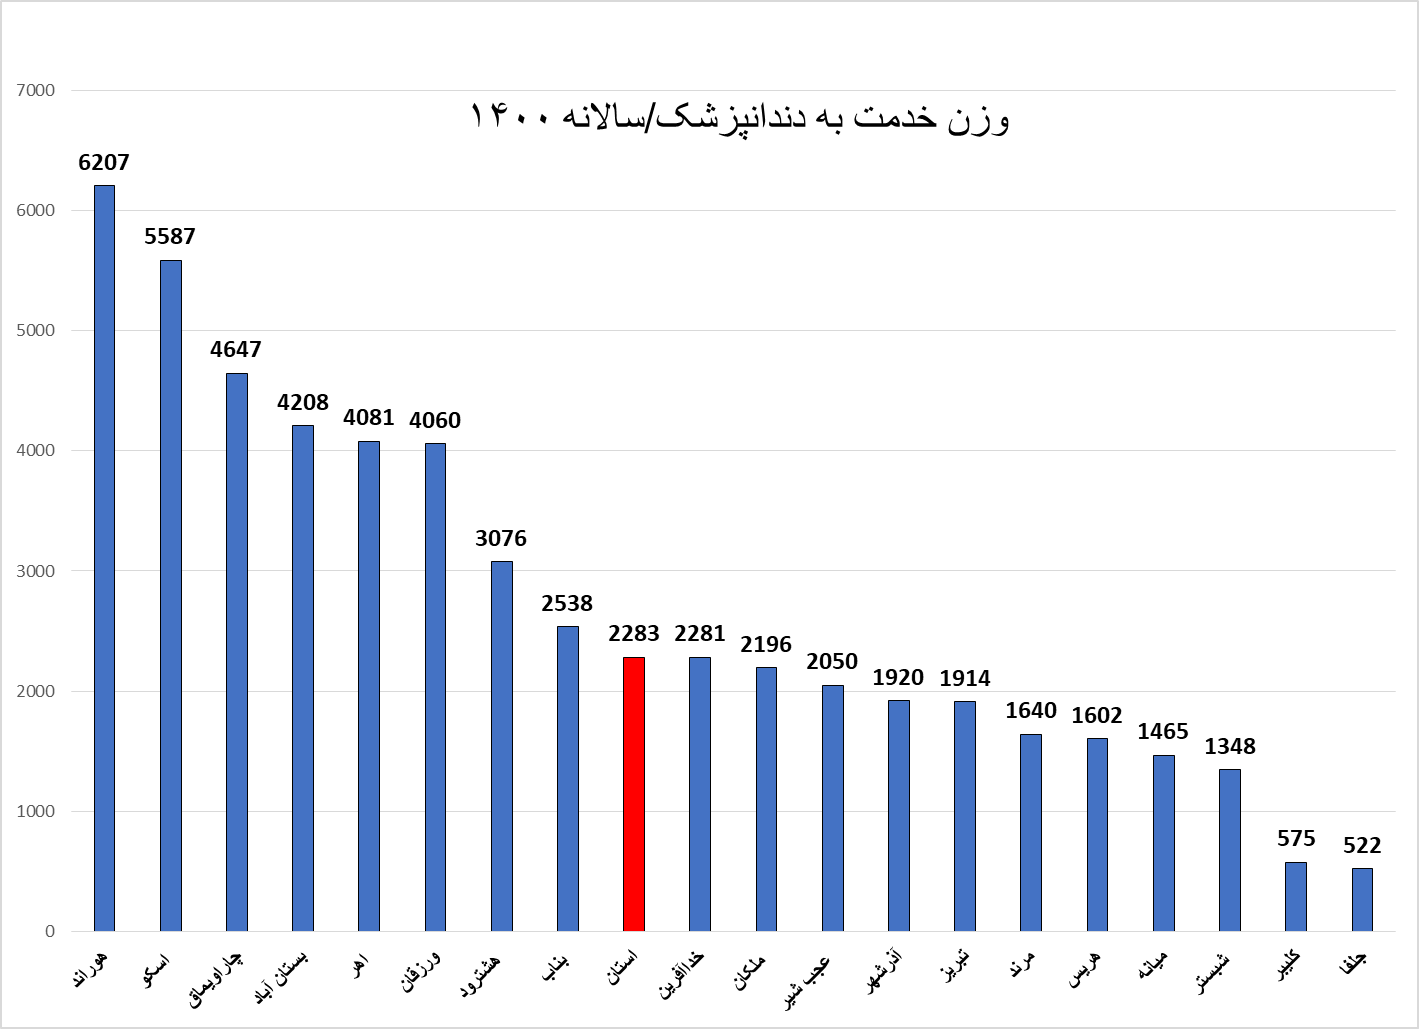 وزن خدمت به دندانپزشک/سالانه ۱۴۰۰
7000
6000
5000
4000
3000
2000
1000
0
6207
5587
4647
4208
4081
4060
3076
2538
2283
2281
2196
2050
1920
1914
1640
1602
1465
1348
575
522
هوراند
اسکو
چاراویماق
بستان آباد
اهر
ورزقان
هشترود
بناب
استان
خداآفرین
ملکان
عجب شیر
آذرشهر
تبریز
مرند
هریس
میانه
شبستر
کلیبر
جلفا